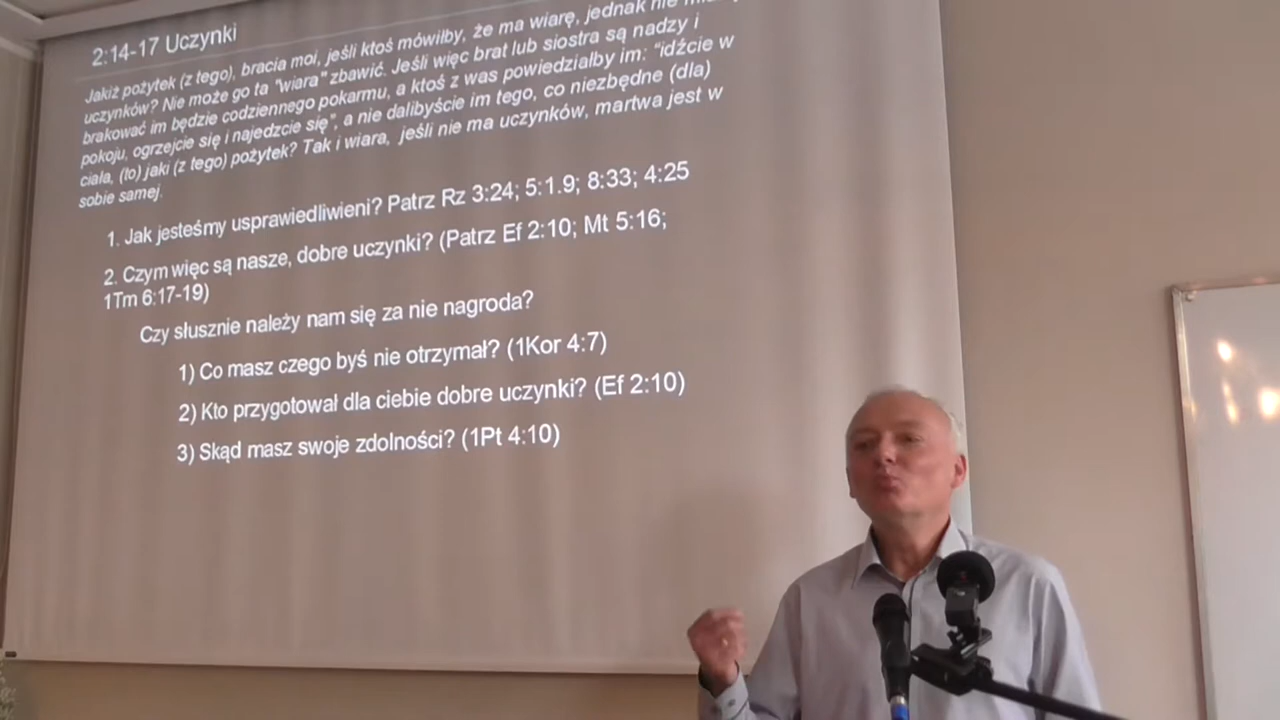 2:14-17 Uczynki
Jakiż pożytek (z tego), bracia moi, jeśli ktoś mówiłby, że ma wiarę, jednak nie
uczynków? Nie może go ta "wiara" zbawić. Jeśli więc brat lub siostra są nadzy i
brakować im będzie codziennego pokarmu, a ktoś z was powiedziałby im: "idźcie w
pokoju, ogrzejcie się i najedzcie się", a nie dalibyście im tego, co niezbędne (dla)
ciała, (to) jaki (z tego) pożytek? Tak i wiara, jeśli nie ma uczynków, martwa jest w
sobie samej.
1. Jak jesteśmy usprawiedliwieni? Patrz Rz 3:24; 5:1.9; 8:33; 4:25
2. Czym więc są nasze, dobre uczynki? (Patrz Ef 2:10; Mt 5:16;
1Tm 6:17-19)
Czy słusznie należy nam się za nie nagroda?
1) Co masz czego byś nie otrzymał? (1Kor 4:7)
2) Kto przygotował dla ciebie dobre uczynki? (Ef 2:10)
3) Skąd masz swoje zdolności? (1Pt 4:10)